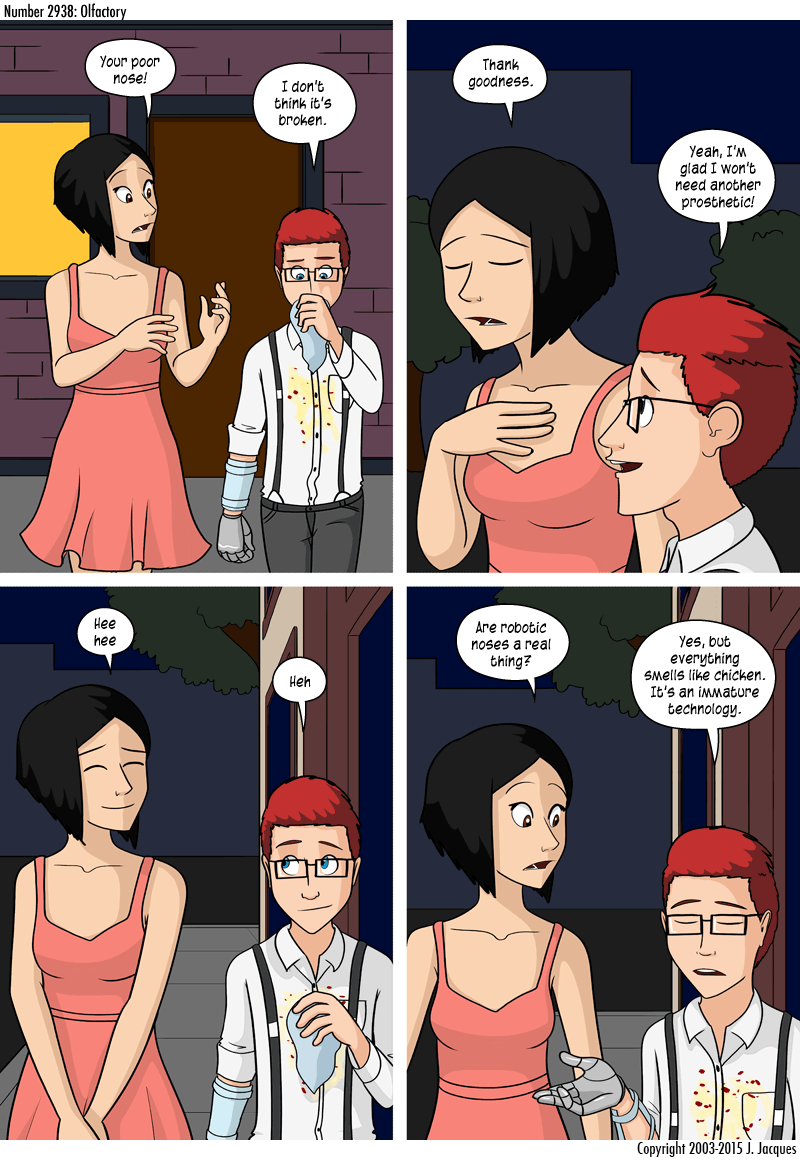 Number 2938: Olfactory
Your poor
nose!
I don't
think it's
broken.
Thank
goodness.
Yeah, I'm
glad I won't
need another
prosthetic!
Hee
hee
Heh
Are robotic
noses a real
thing?
Yes, but
everything
smells like chicken.
It's an immature
technology.
Copyright 2003-2015 J. Jacques